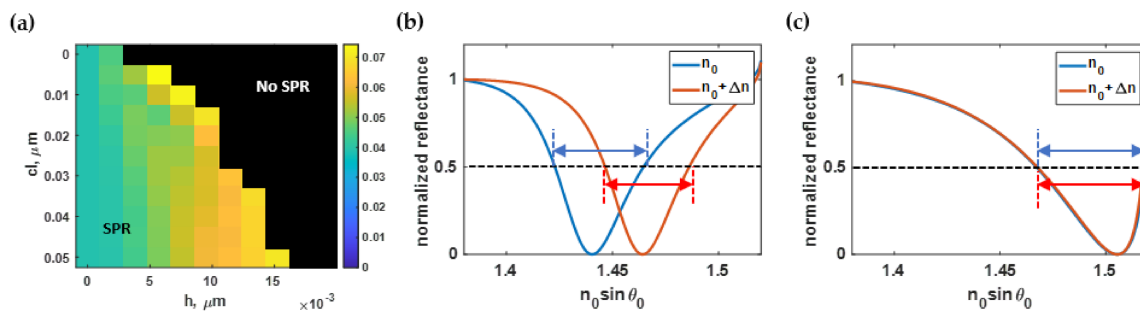 (a)
0
0.01
0.02
0.03
0.04
0.05
cl, μm
No SPR
SPR
0 5 10 15
×10⁻³
h, μm
0.07
0.06
0.05
0.04
0.03
0.02
0.01
0
(b)
normalized reflectance
1
0.5
0
n₀
n₀+ Δn
1.4 1.45 1.5
n₀sin θ₀
(c)
normalized reflectance
1
0.5
0
n₀
n₀+ Δn
1.4 1.45 1.5
n₀sin θ₀